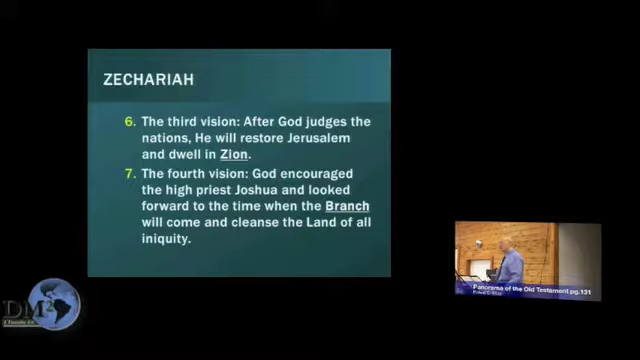 ZECHARIAH
6. The third vision: After God judges the
nations, He will restore Jerusalem
and dwell in Zion.
7. The fourth vision: God encouraged
the high priest Joshua and looked
forward to the time when the Branch
will come and cleanse the Land of all
iniquity.
Panorama of the Old Testament pg.131
DM2